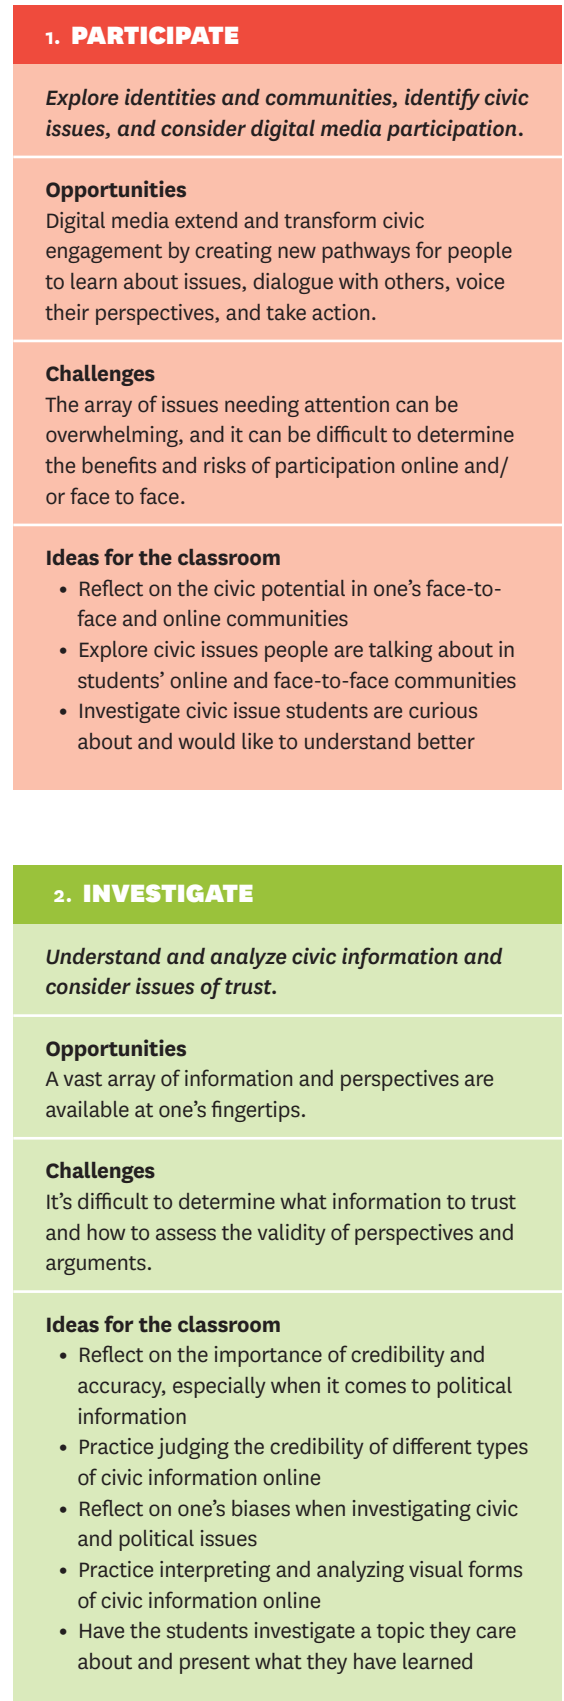 1. PARTICIPATE
Explore identities and communities, identify civic
issues, and consider digital media participation.
Opportunities
Digital media extend and transform civic
engagement by creating new pathways for people
to learn about issues, dialogue with others, voice
their perspectives, and take action.
Challenges
The array of issues needing attention can be
overwhelming, and it can be difficult to determine
the benefits and risks of participation online and/
or face to face.
Ideas for the classroom
• Reflect on the civic potential in one’s face-to-
face and online communities
• Explore civic issues people are talking about in
students’ online and face-to-face communities
• Investigate civic issue students are curious
about and would like to understand better
2. INVESTIGATE
Understand and analyze civic information and
consider issues of trust.
Opportunities
A vast array of information and perspectives are
available at one’s fingertips.
Challenges
It’s difficult to determine what information to trust
and how to assess the validity of perspectives and
arguments.
Ideas for the classroom
• Reflect on the importance of credibility and
accuracy, especially when it comes to political
information
• Practice judging the credibility of different types
of civic information online
• Reflect on one’s biases when investigating civic
and political issues
• Practice interpreting and analyzing visual forms
of civic information online
• Have the students investigate a topic they care
about and present what they have learned